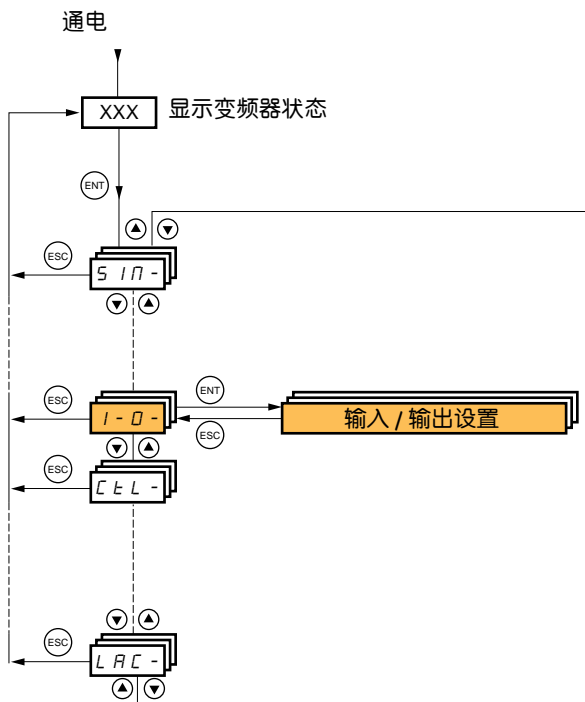 通电
XXX 显示变频器状态
ENT
ESC
SIM-
ESC
ENT
I-O-
输入 / 输出设置
ESC
ESC
CtL-
ESC
LAC-